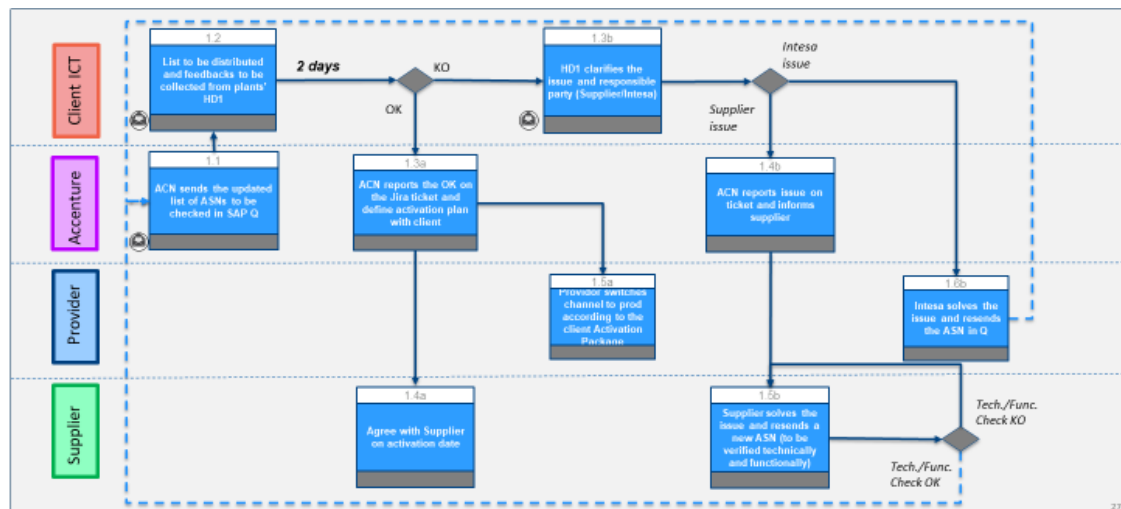 Client ICT
1.2
List to be distributed
and feedbacks to be
collected from plants'
HD1
2 days
KO
OK
1.3b
HD1 clarifies the
issue and responsible
party (Supplier/Intesa)
Intesa
issue
Supplier
issue
Accenture
1.1
ACN sends the updated
list of ASNs to be
checked in SAP Q
1.3a
ACN reports the OK on
the Jira ticket and
define activation plan
with client
1.4b
ACN reports issue on
ticket and informs
supplier
Provider
1.5a
Provider switches
channel to prod
according to the
client Activation
Package
1.6b
Intesa solves the
issue and resends
the ASN in Q
Supplier
1.4a
Agree with Supplier
on activation date
1.5b
Supplier solves the
issue and resends a
new ASN (to be
verified technically
and functionally)
Tech./Func.
Check KO
Tech./Func.
Check OK
27